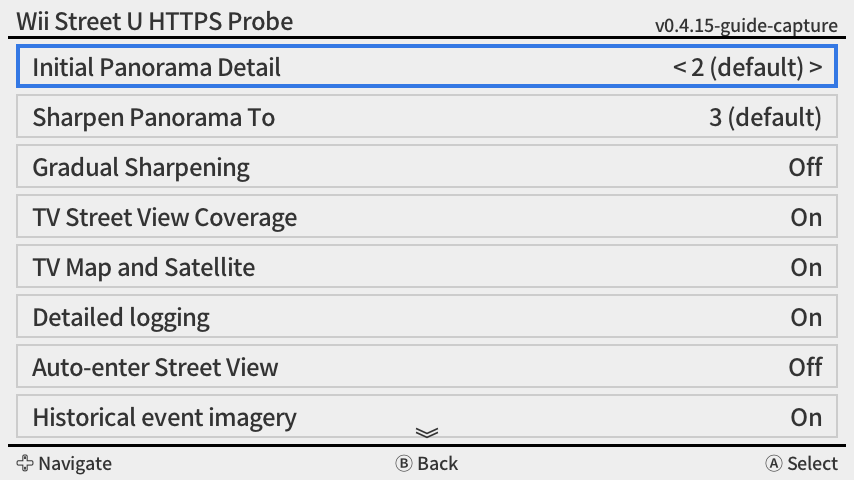 Wii Street U HTTPS Probe
v0.4.15-guide-capture
Initial Panorama Detail < 2 (default) >
Sharpen Panorama To 3 (default)
Gradual Sharpening Off
TV Street View Coverage On
TV Map and Satellite On
Detailed logging On
Auto-enter Street View Off
Historical event imagery On
Navigate Ⓑ Back Ⓐ Select